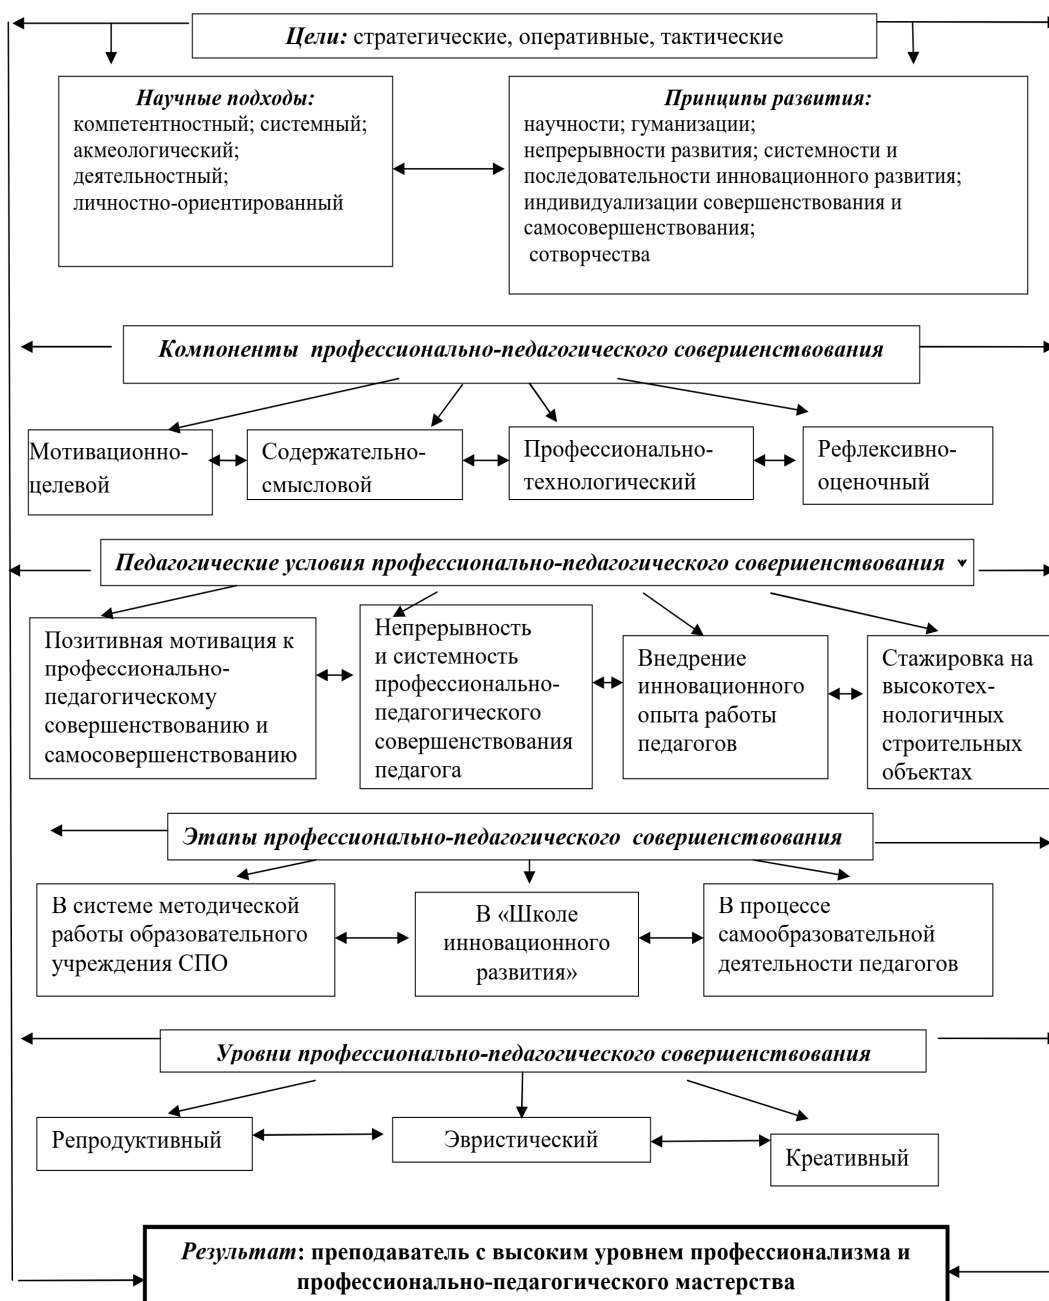 Цели: стратегические, оперативные, тактические
Научные подходы:
компетентностный; системный;
акмеологический;
деятельностный;
личностно-ориентированный
Принципы развития:
научности; гуманизации;
непрерывности развития; системности и
последовательности инновационного развития;
индивидуализации совершенствования и
самосовершенствования;
сотворчества
Компоненты профессионально-педагогического совершенствования
Мотивационно-
целевой
Содержательно-
смысловой
Профессионально-
технологический
Рефлексивно-
оценочный
Педагогические условия профессионально-педагогического совершенствования
Позитивная мотивация к
профессионально-
педагогическому
совершенствованию и
самосовершенствованию
Непрерывность
и системность
профессионально-
педагогического
совершенствования
педагога
Внедрение
инновационного
опыта работы
педагогов
Стажировка на
высокотех-
нологичных
строительных
объектах
Этапы профессионально-педагогического совершенствования
В системе методической
работы образовательного
учреждения СПО
В «Школе
инновационного
развития»
В процессе
самообразовательной
деятельности педагогов
Уровни профессионально-педагогического совершенствования
Репродуктивный
Эвристический
Креативный
Результат: преподаватель с высоким уровнем профессионализма и
профессионально-педагогического мастерства